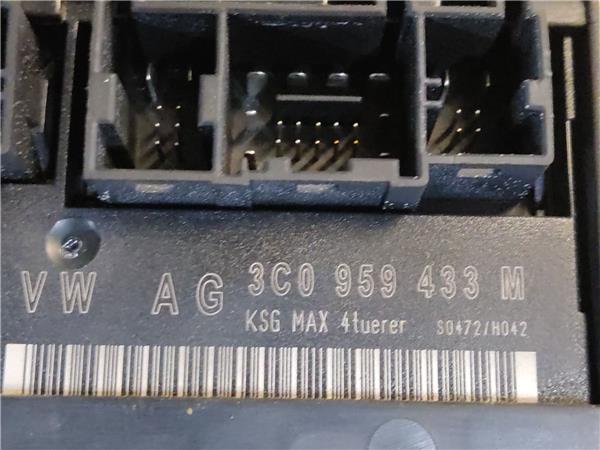 VW AG 3C0 959 433 M
KSG MAX 4tuerer S0472/H042